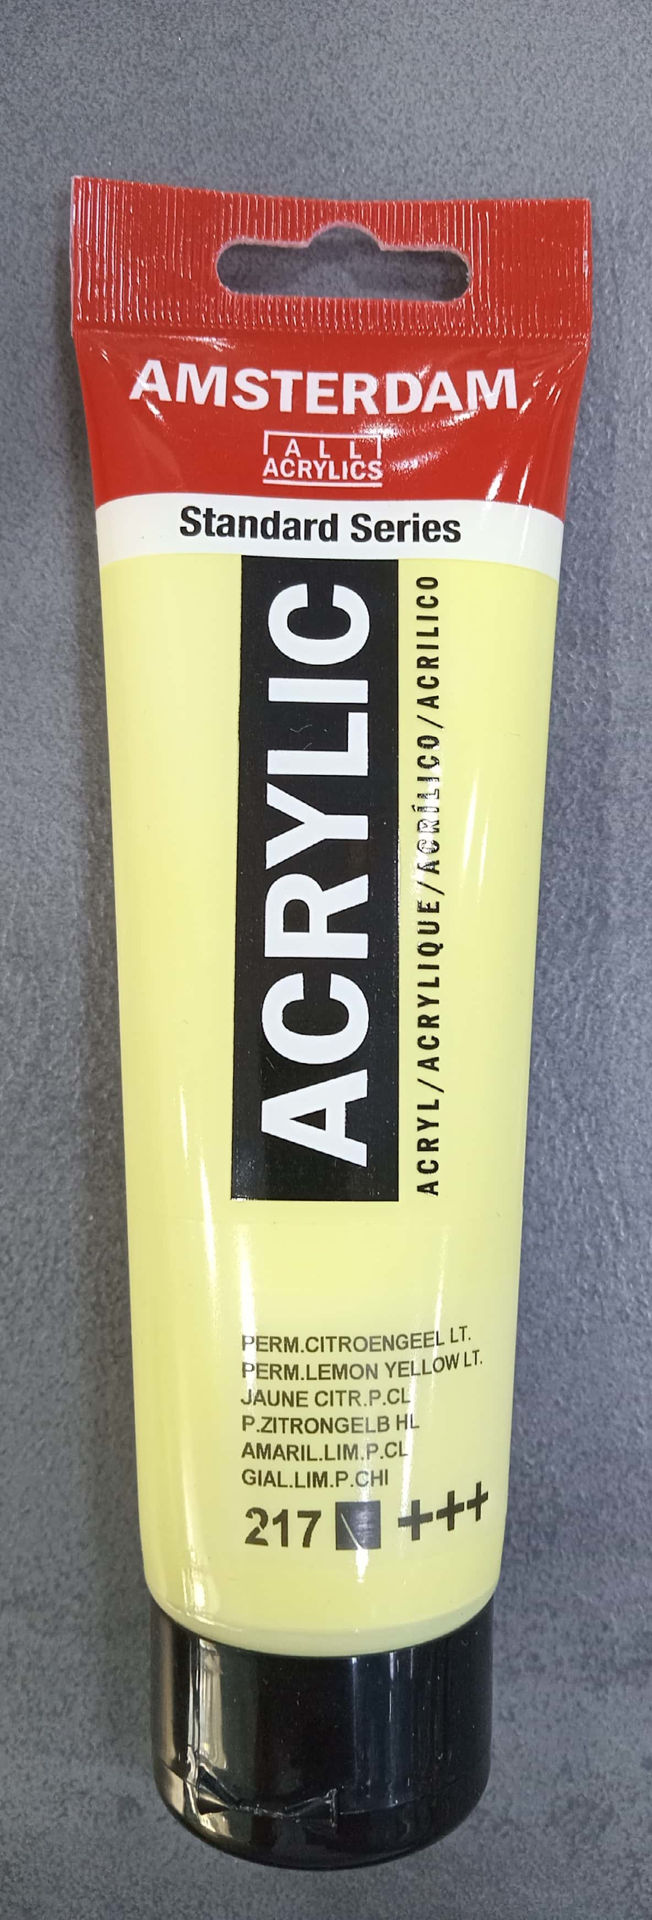 AMSTERDAM
ALL
ACRYLICS
Standard Series
ACRYLIC
ACRYL/ACRYLIQUE/ACRÍLICO/ACRILICO
PERM.CITROENGEEL LT.
PERM.LEMON YELLOW LT.
JAUNE CITR.P.CL
P.ZITRONGELB HL
AMARIL.LIM.P.CL
GIAL.LIM.P.CHI
217 +++